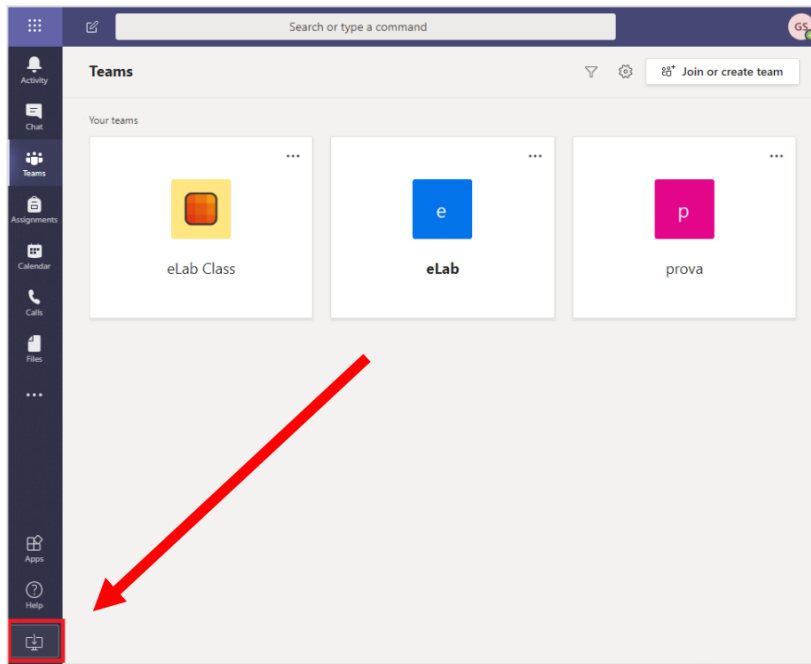 Search or type a command
GS
Activity
Chat
Teams
Assignments
Calendar
Calls
Files
Apps
Help
Teams
Join or create team
Your teams
eLab Class
e
eLab
p
prova